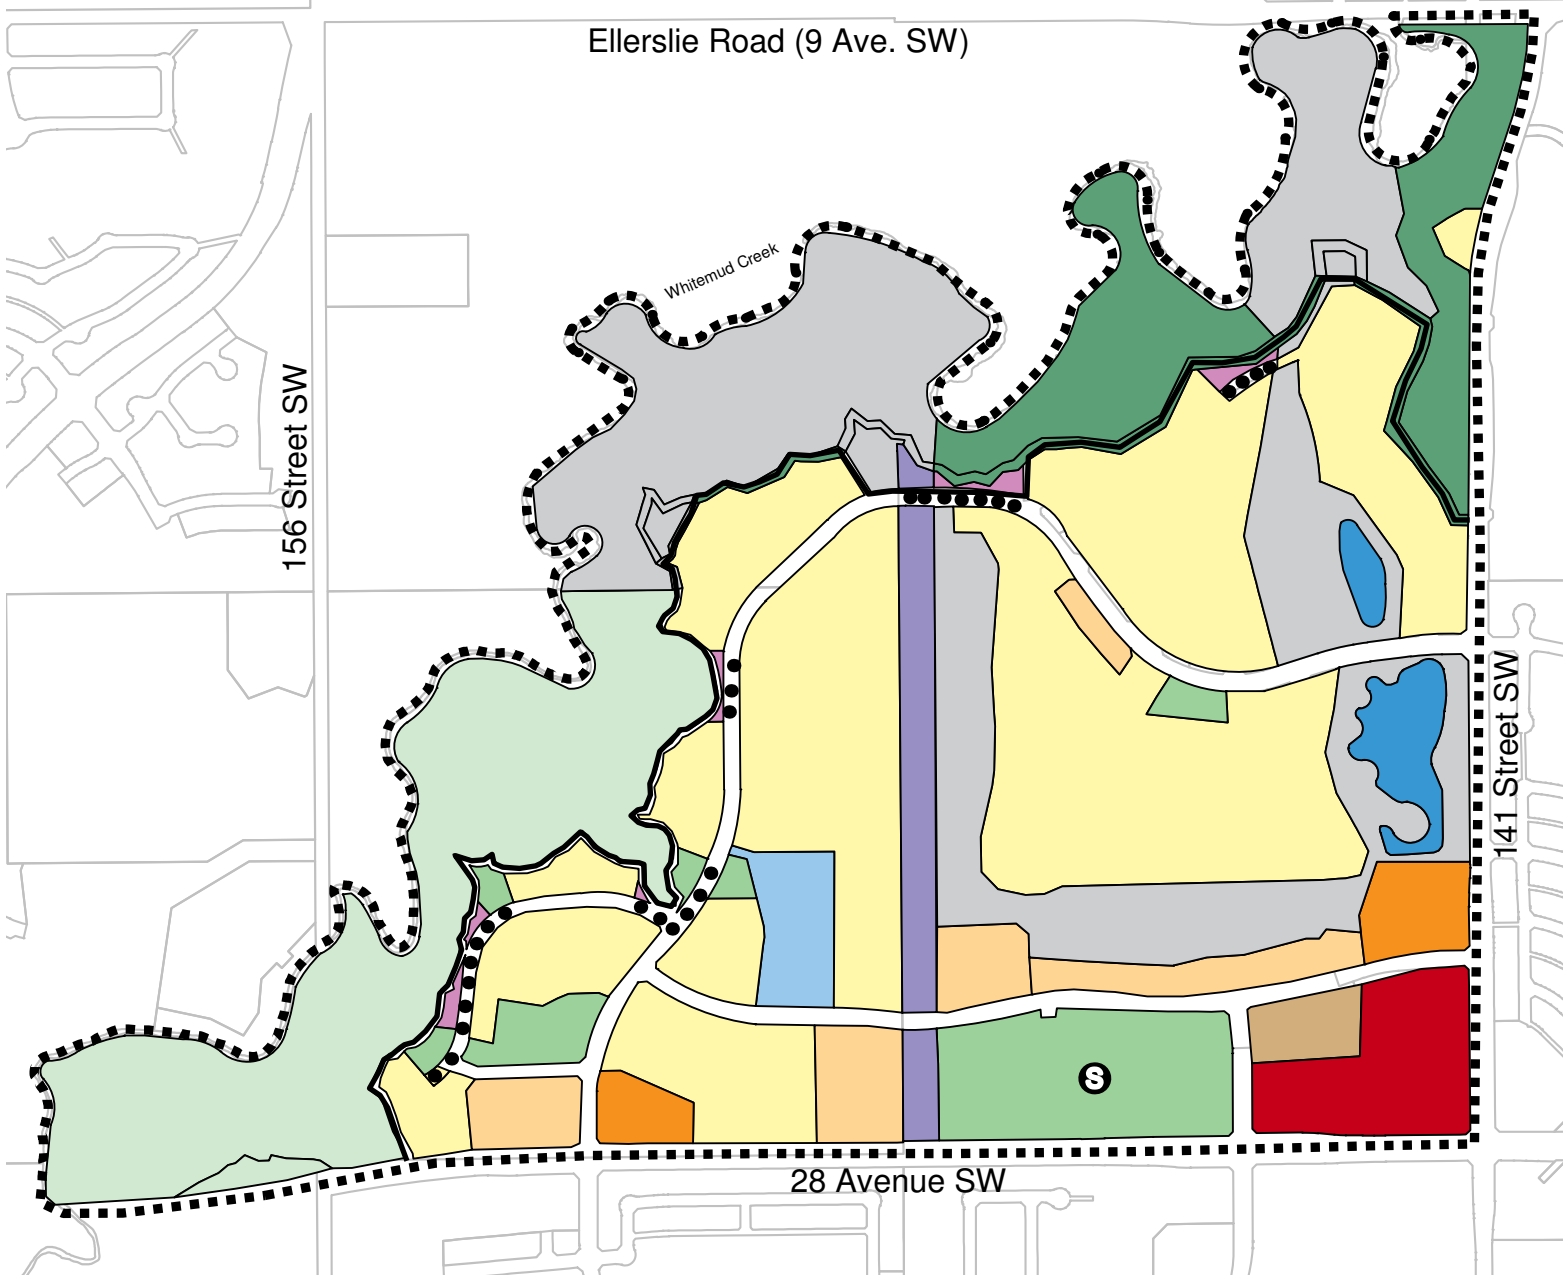 Ellerslie Road (9 Ave. SW)
Whitemud Creek
156 Street SW
141 Street SW
S
28 Avenue SW